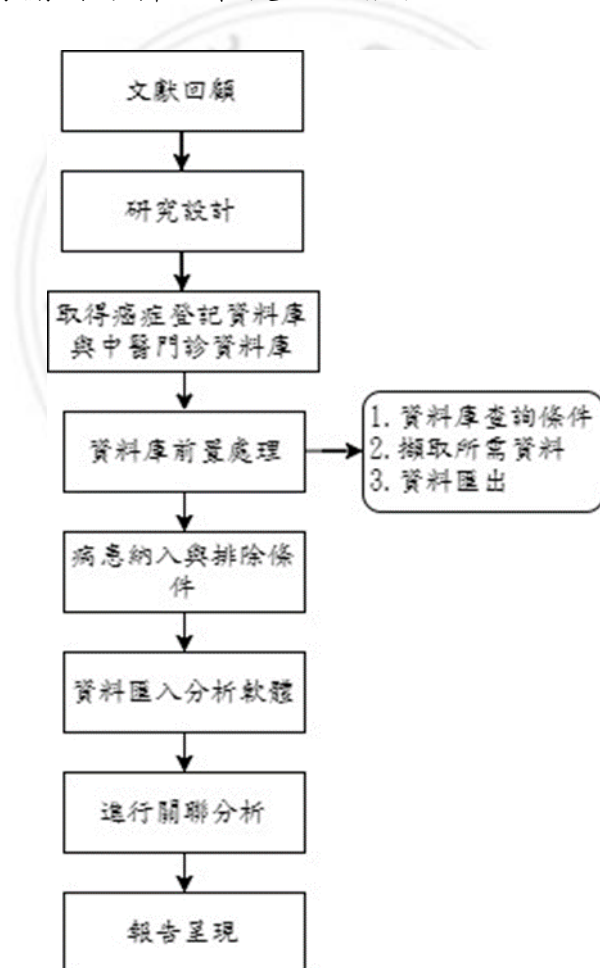 文獻回顧
研究設計
取得癌症登記資料庫
與中醫門診資料庫
資料庫前置處理
1. 資料庫查詢條件
2. 擷取所需資料
3. 資料匯出
病患納入與排除條
件
資料匯入分析軟體
進行關聯分析
報告呈現